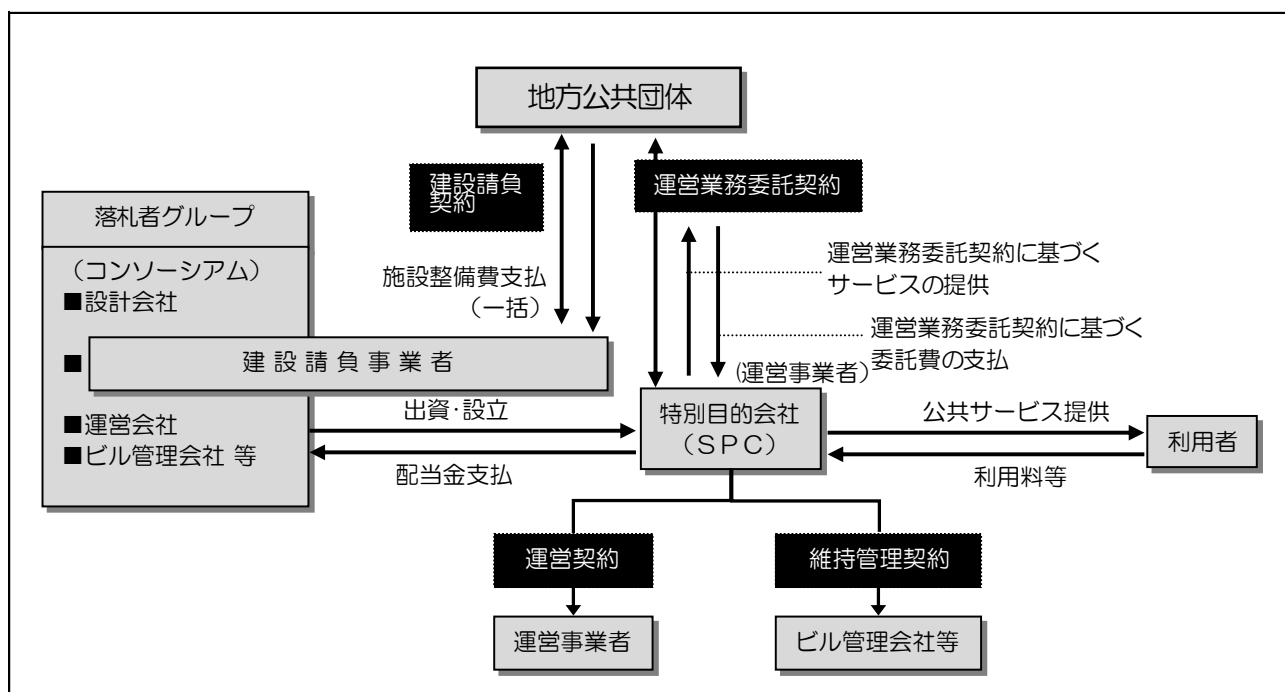 地方公共団体
建設請負
契約
運営業務委託契約
落札者グループ
(コンソーシアム)
■設計会社
施設整備費支払
(一括)
運営業務委託契約に基づく
サービスの提供
運営業務委託契約に基づく
委託費の支払
■
建設請負事業者
(運営事業者)
■運営会社
■ビル管理会社 等
出資・設立
配当金支払
特別目的会社
(SPC)
公共サービス提供
利用料等
利用者
運営契約
維持管理契約
運営事業者
ビル管理会社等